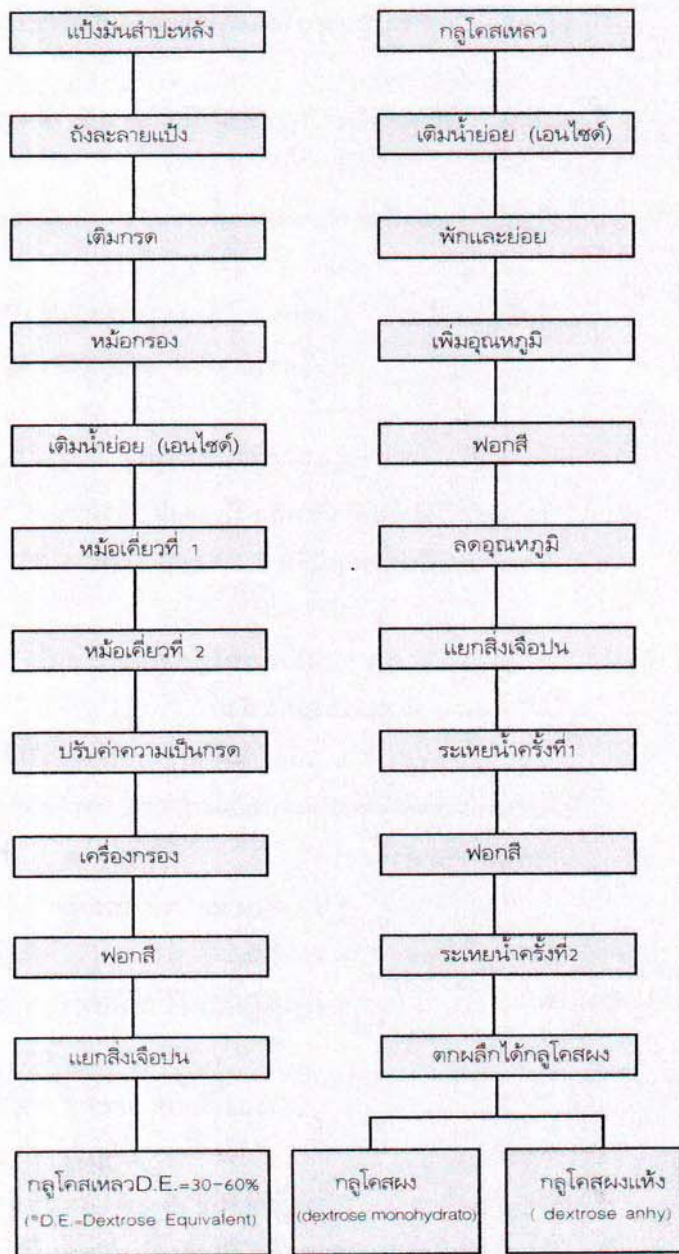 แป้งมันสำปะหลัง
ถังละลายแป้ง
เติมกรด
หม้อกรอง
เติมน้ำย่อย (เอนไซด์)
หม้อเคี่ยวที่ 1
หม้อเคี่ยวที่ 2
ปรับค่าความเป็นกรด
เครื่องกรอง
ฟอกสี
แยกสิ่งเจือปน
กลูโคสเหลวD.E.=30-60%
(*D.E.=Dextrose Equivalent)
กลูโคสเหลว
เติมน้ำย่อย (เอนไซด์)
พักและย่อย
เพิ่มอุณหภูมิ
ฟอกสี
ลดอุณหภูมิ
แยกสิ่งเจือปน
ระเหยน้ำครั้งที่1
ฟอกสี
ระเหยน้ำครั้งที่2
ตกผลึกได้กลูโคสผง
กลูโคสผง
(dextrose monohydrato)
กลูโคสผงแห้ง
( dextrose anhy)